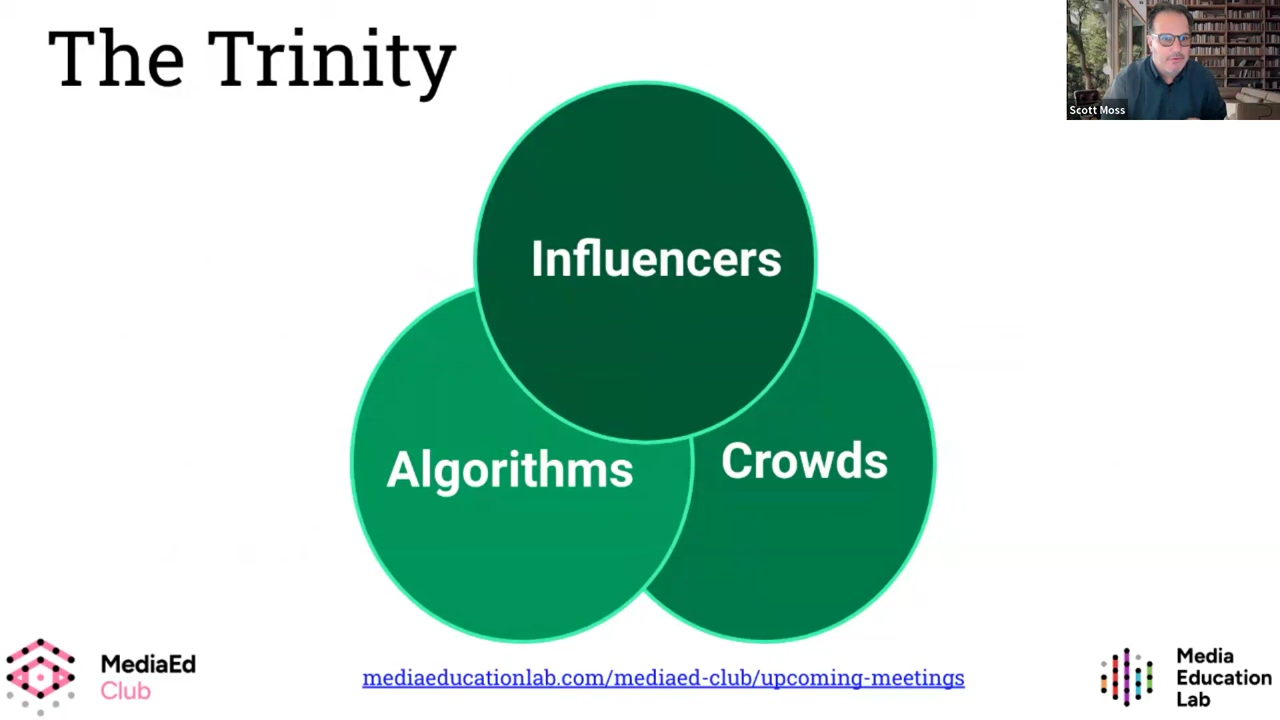 The Trinity
Scott Moss
Influencers
Algorithms
Crowds
MediaEd
Club
mediaeducationlab.com/mediaed-club/upcoming-meetings
Media
Education
Lab